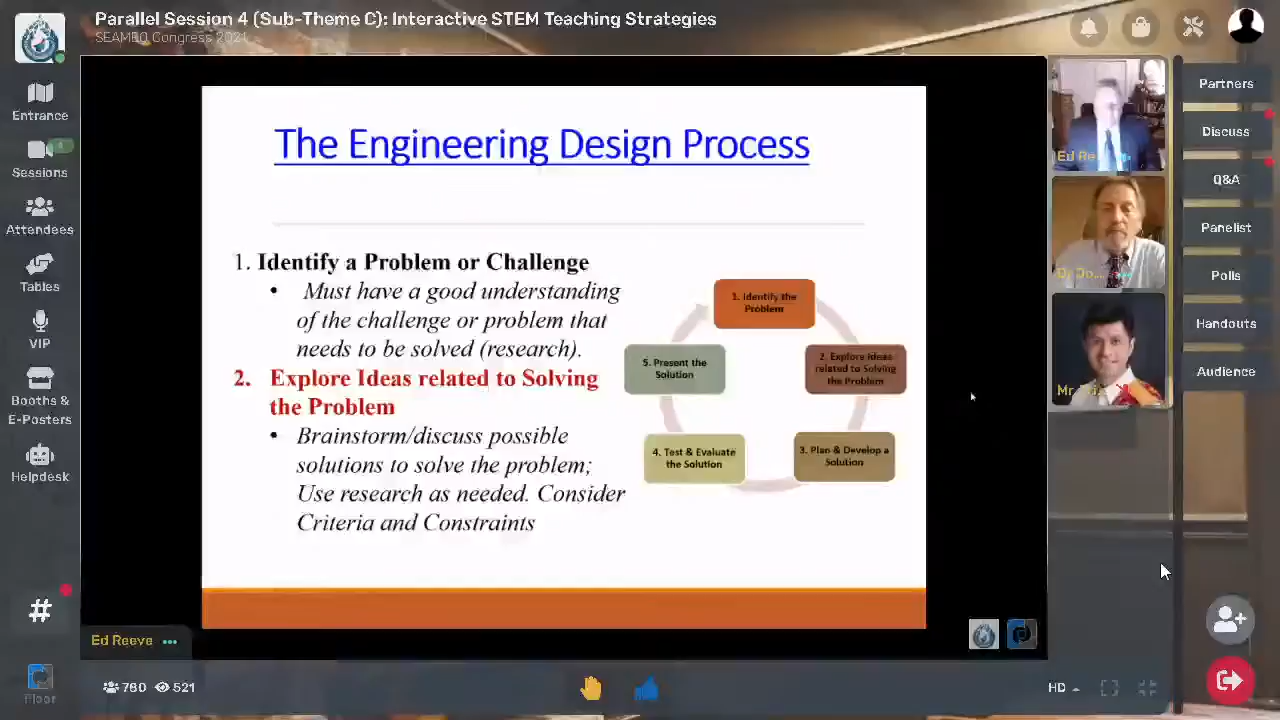 Parallel Session 4 (Sub-Theme C): Interactive STEM Teaching Strategies
SEAMEO Congress 2021
Entrance
Sessions
Attendees
Tables
VIP
Booths &
E-Posters
Helpdesk
Floor
The Engineering Design Process
1. Identify a Problem or Challenge
• Must have a good understanding
of the challenge or problem that
needs to be solved (research).
2. Explore Ideas related to Solving
the Problem
• Brainstorm/discuss possible
solutions to solve the problem;
Use research as needed. Consider
Criteria and Constraints
1. Identify the
Problem
2. Explore Ideas
related to Solving
the Problem
3. Plan & Develop a
Solution
4. Test & Evaluate
the Solution
5. Present the
Solution
Ed Reeve
760 521
HD
Ed Re
Mr.
Partners
Discuss
Q&A
Panelist
Polls
Handouts
Audience